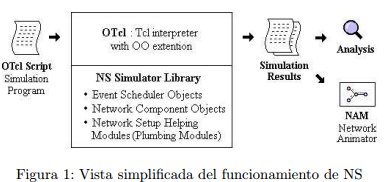 OTcl Script
Simulation
Program
OTcl : Tcl interpreter
with OO extention
NS Simulator Library
• Event Scheduler Objects
• Network Component Objects
• Network Setup Helping
Modules (Plumbing Modules)
Simulation
Results
Analysis
NAM
Network
Animator
Figura 1: Vista simplificada del funcionamiento de NS